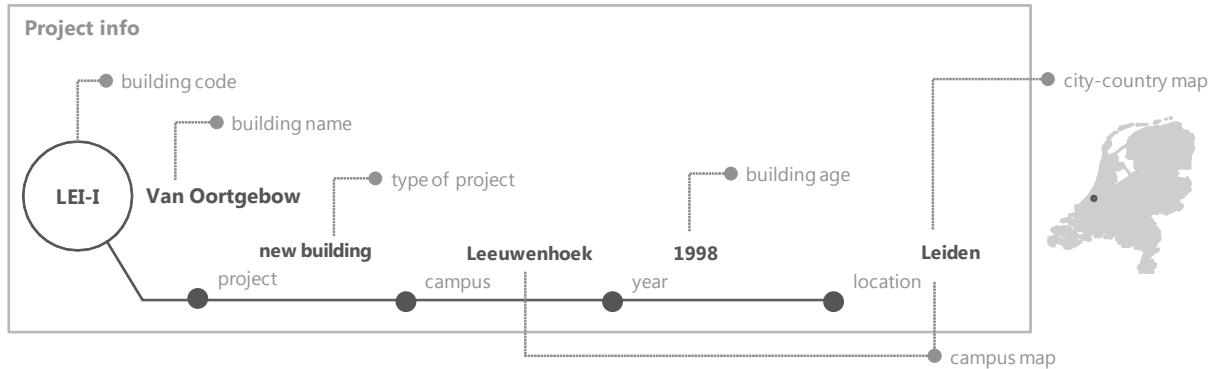 Project info
building code
city-country map
building name
type of project
building age
LEI-I
Van Oortgebow
new building
Leeuwenhoek
1998
Leiden
project
campus
year
location
campus map